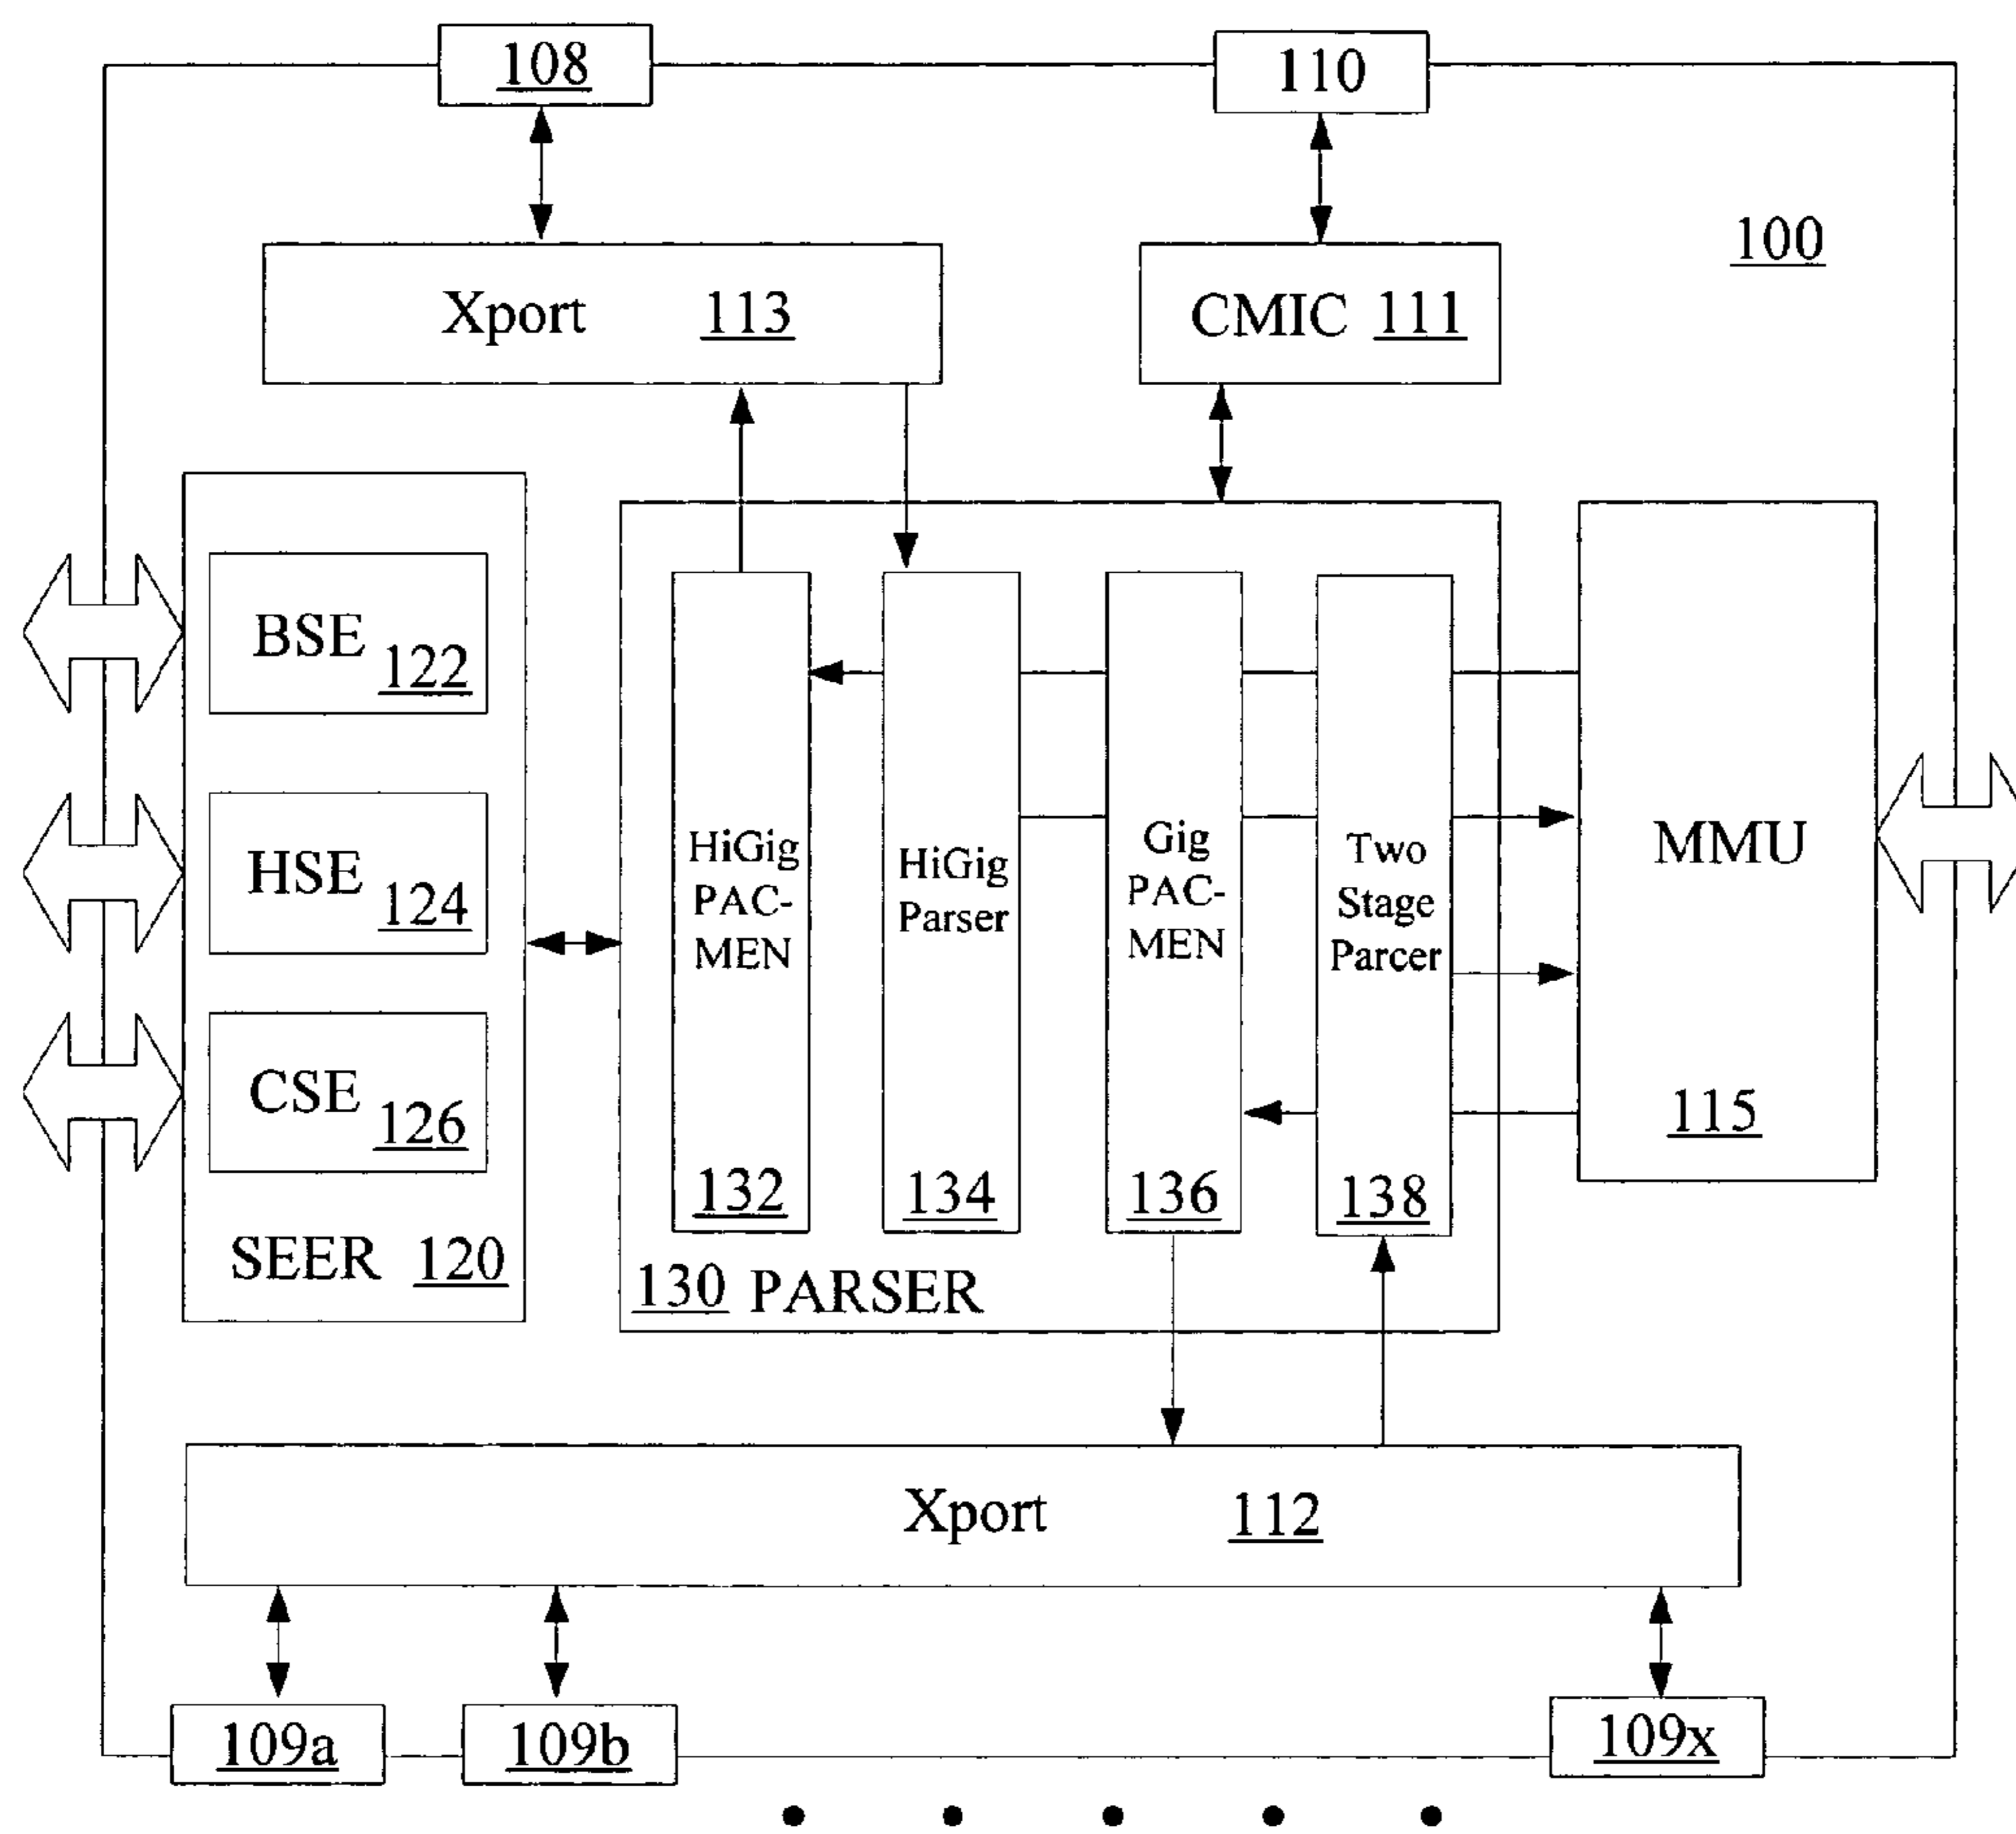 108
110
100
Xport 113
CMIC 111
BSE 122
HSE 124
CSE 126
SEER 120
HiGig
PAC-
MEN
132
HiGig
Parser
134
Gig
PAC-
MEN
136
Two
Stage
Parcer
138
130 PARSER
MMU
115
Xport 112
109a
109b
109x